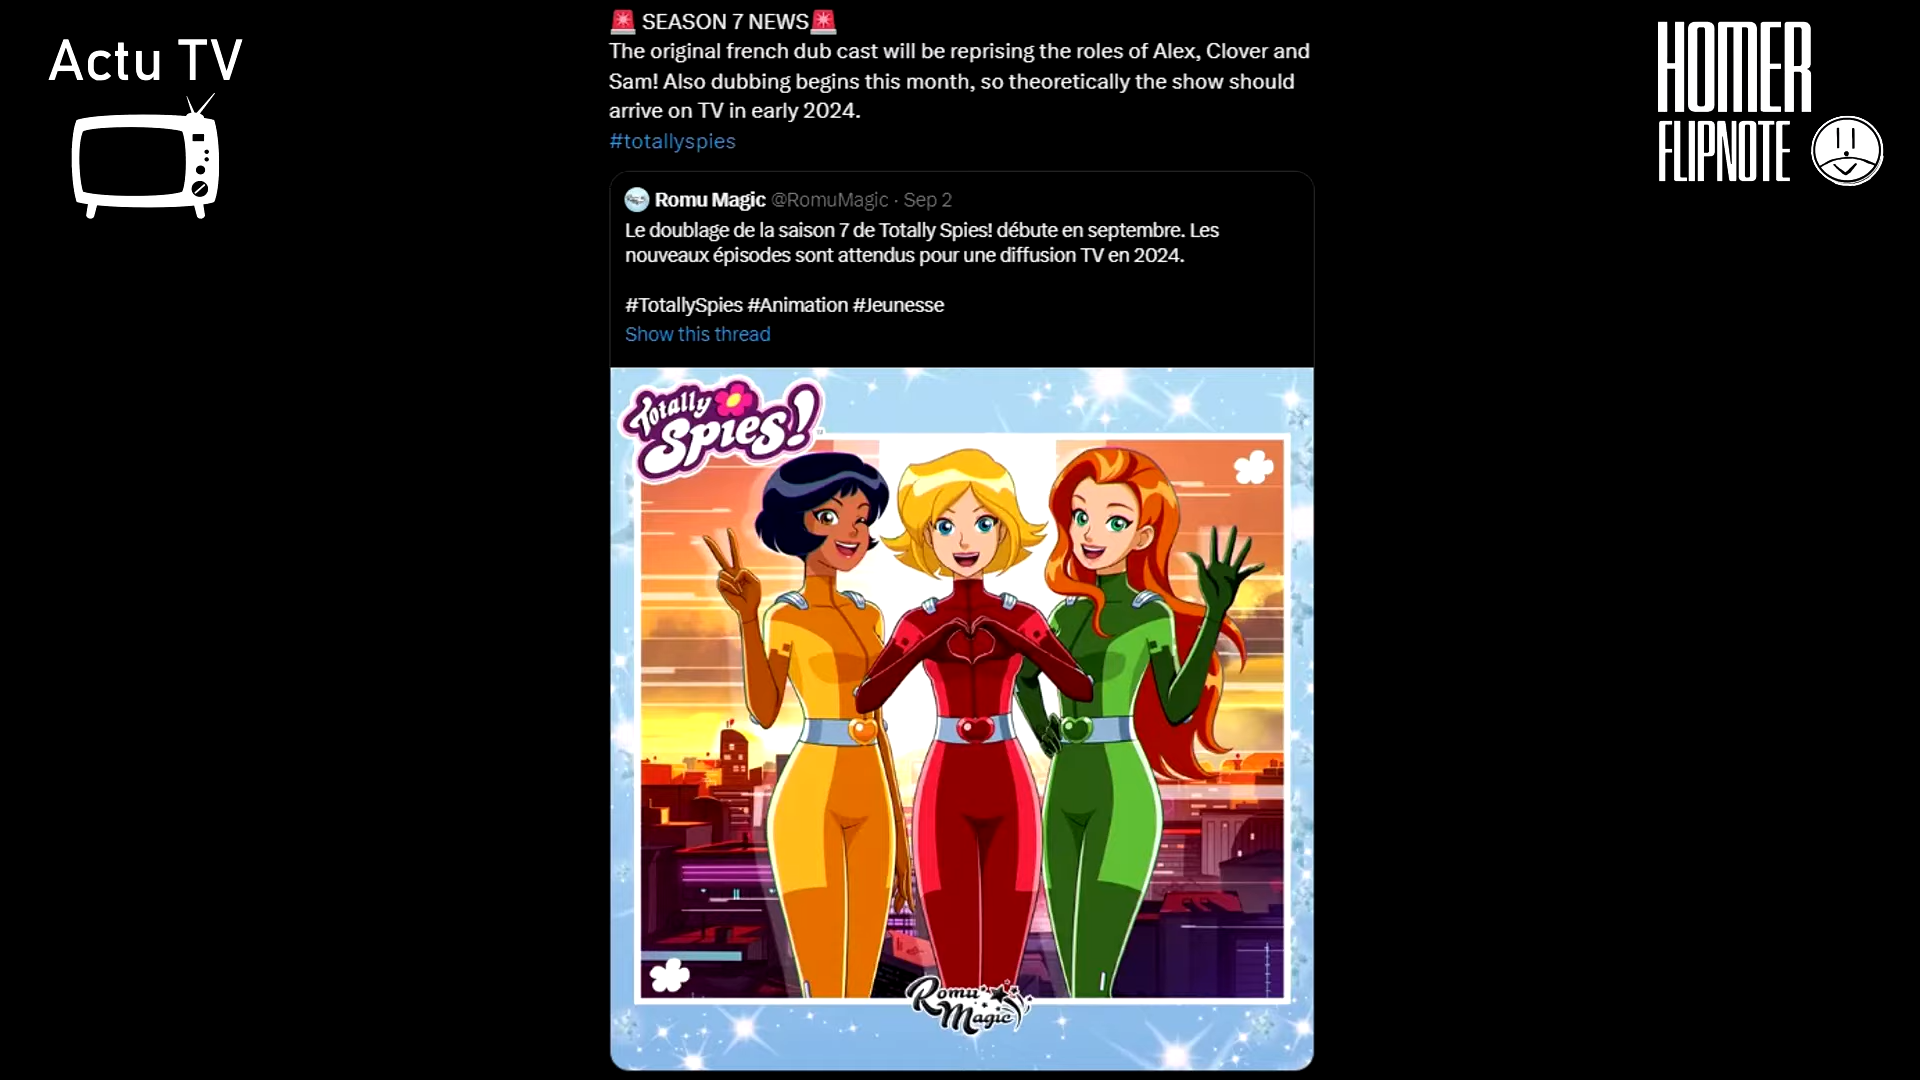 Actu TV
HOMER
FLIPNOTE
🚨 SEASON 7 NEWS🚨
The original french dub cast will be reprising the roles of Alex, Clover and
Sam! Also dubbing begins this month, so theoretically the show should
arrive on TV in early 2024.
#totallyspies
Romu Magic @RomuMagic · Sep 2
Le doublage de la saison 7 de Totally Spies! débute en septembre. Les
nouveaux épisodes sont attendus pour une diffusion TV en 2024.
#TotallySpies #Animation #Jeunesse
Show this thread
Totally
Spies!
Romu
Magic